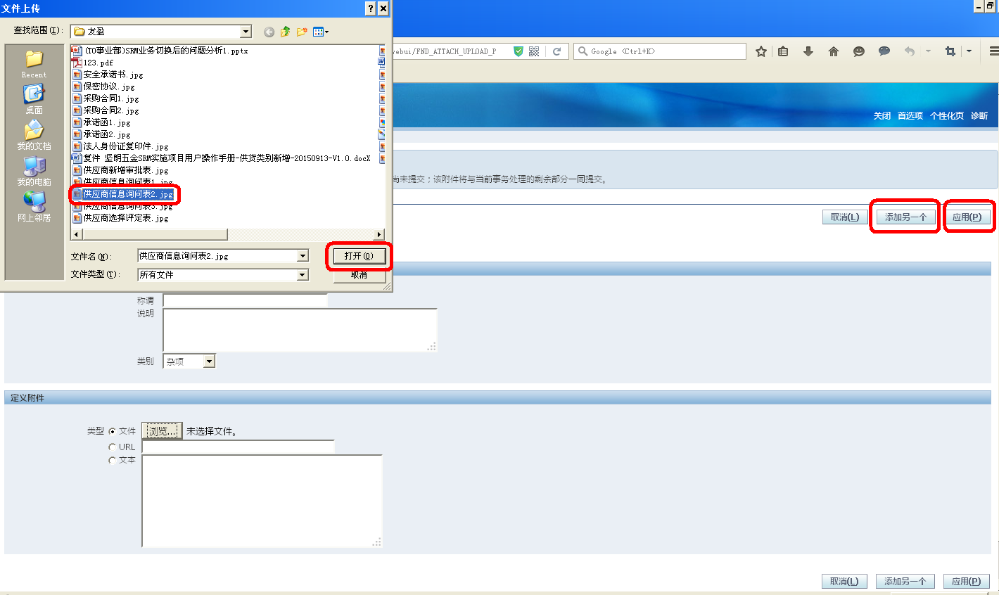 文件上传
查找范围(I):
友盈
Recent
桌面
我的文档
我的电脑
网上邻居
(TO事业部)SRM业务切换后的问题分析1.pptx
123.pdf
安全承诺书.jpg
保密协议.jpg
采购合同1.jpg
采购合同2.jpg
承诺函1.jpg
承诺函2.jpg
法人身份证复印件.jpg
复件 坚朗五金SRM实施项目用户操作手册-供货类别新增-20150913-V1.0.docX
供应商新增审批表.jpg
供应商信息询问表1.jpg
供应商信息询问表2.jpg
供应商信息询问表3.jpg
供应商选择评定表.jpg
文件名(N):
供应商信息询问表2.jpg
打开(O)
文件类型(T):
所有文件
取消
ebui/FND_ATTACH_UPLOAD_P
Google <Ctrl+K>
关闭 首选项 个性化页 诊断
尚未提交；该附件将与当前事务处理的剩余部分一同提交。
取消(L) 添加另一个 应用(P)
称谓
说明
类别 杂项
定义附件
类型 文件 浏览... 未选择文件。
URL
文本
取消(L) 添加另一个 应用(P)